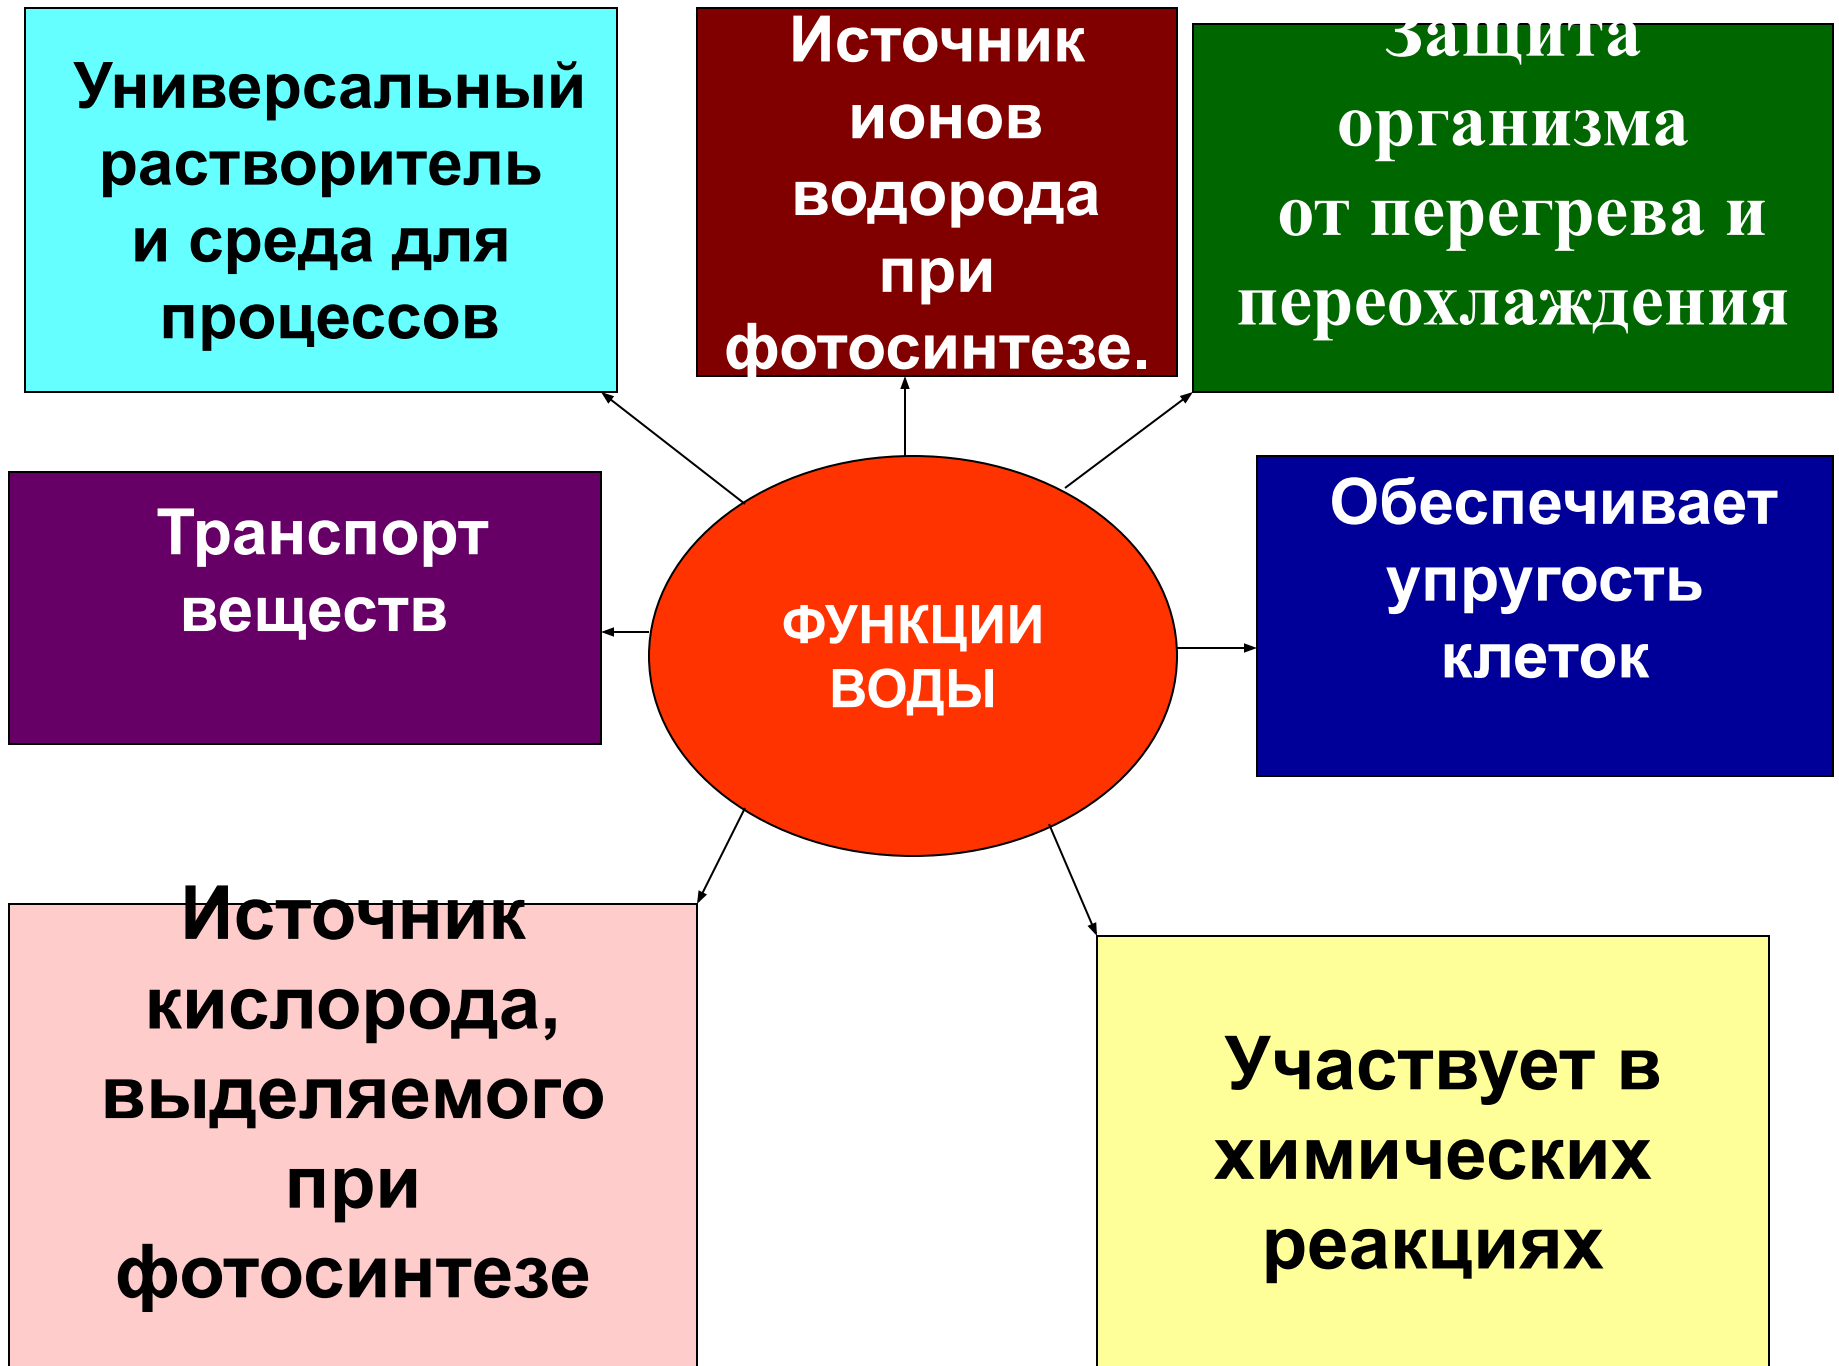 Универсальный
растворитель
и среда для
процессов
Источник
ионов
водорода
при
фотосинтезе.
Защита
организма
от перегрева и
переохлаждения
Транспорт
веществ
ФУНКЦИИ
ВОДЫ
Обеспечивает
упругость
клеток
Источник
кислорода,
выделяемого
при
фотосинтезе
Участвует в
химических
реакциях